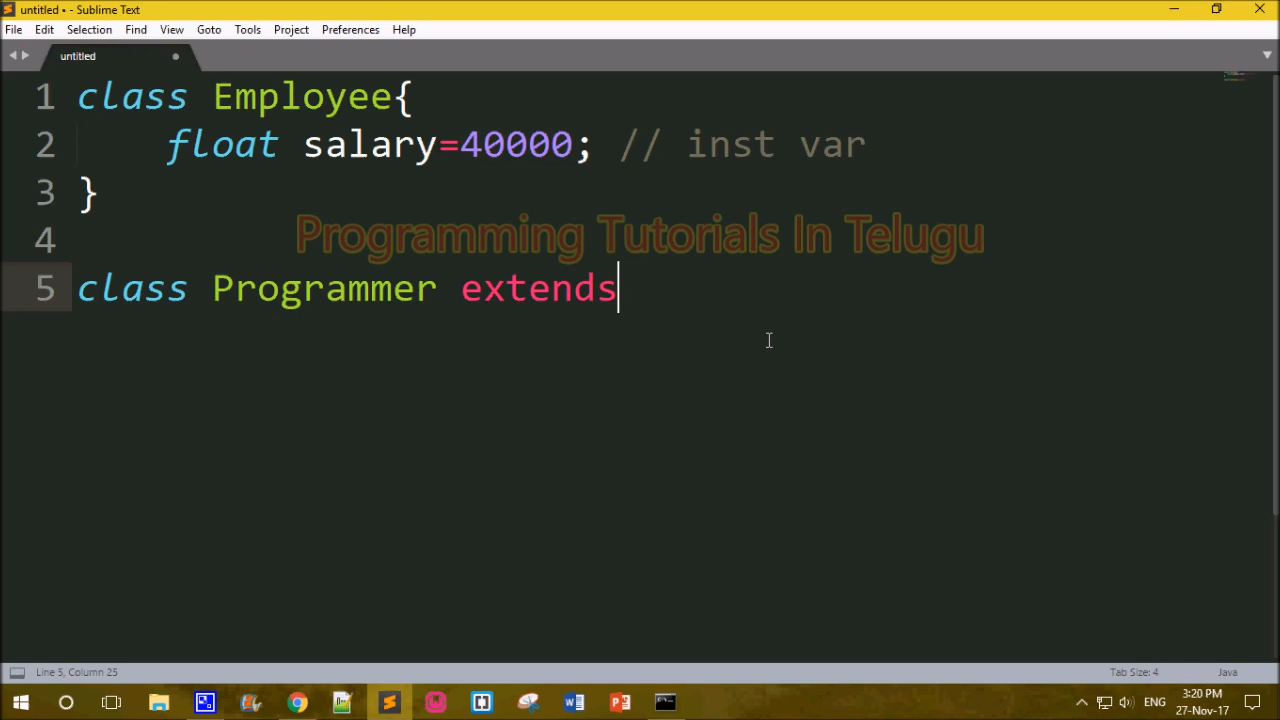 untitled • - Sublime Text
File Edit Selection Find View Goto Tools Project Preferences Help
untitled
1 class Employee{
2 float salary=40000; // inst var
3 }
Programming Tutorials In Telugu
4
5 class Programmer extends
Line 5, Column 25 Tab Size: 4 Java
ENG 3:20 PM
27-Nov-17